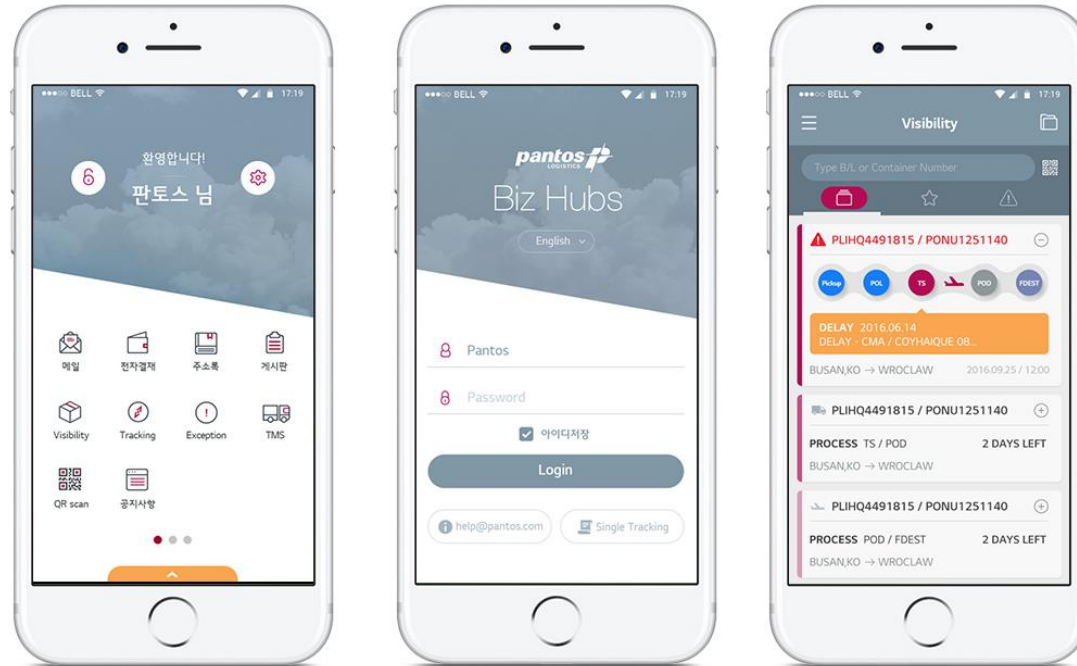 BELL 17:19
환영합니다!
판토스 님
메일 전자결재 주소록 게시판
Visibility Tracking Exception TMS
QR scan 공지사항
BELL 17:19
pantos
LOGISTICS
Biz Hubs
English
Pantos
Password
아이디저장
Login
help@pantos.com Single Tracking
BELL 17:19
Visibility
Type B/L or Container Number
PLIHQ4491815 / PONU1251140
Pickup POL TS POD FDEST
DELAY 2016.06.14
DELAY - CMA / COYHAIQUE 08...
BUSAN,KO → WROCLAW 2016.09.25 / 12:00
PLIHQ4491815 / PONU1251140
PROCESS TS / POD 2 DAYS LEFT
BUSAN,KO → WROCLAW
PLIHQ4491815 / PONU1251140
PROCESS POD / FDEST 2 DAYS LEFT
BUSAN,KO → WROCLAW